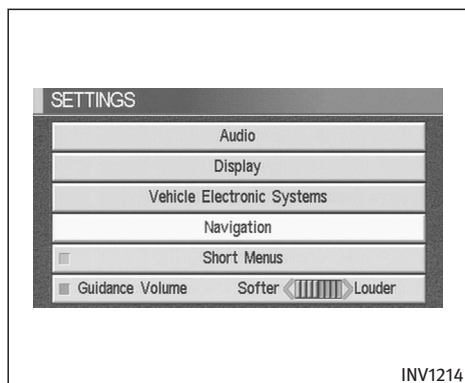 SETTINGS
Audio
Display
Vehicle Electronic Systems
Navigation
Short Menus
Guidance Volume Softer Louder
INV1214